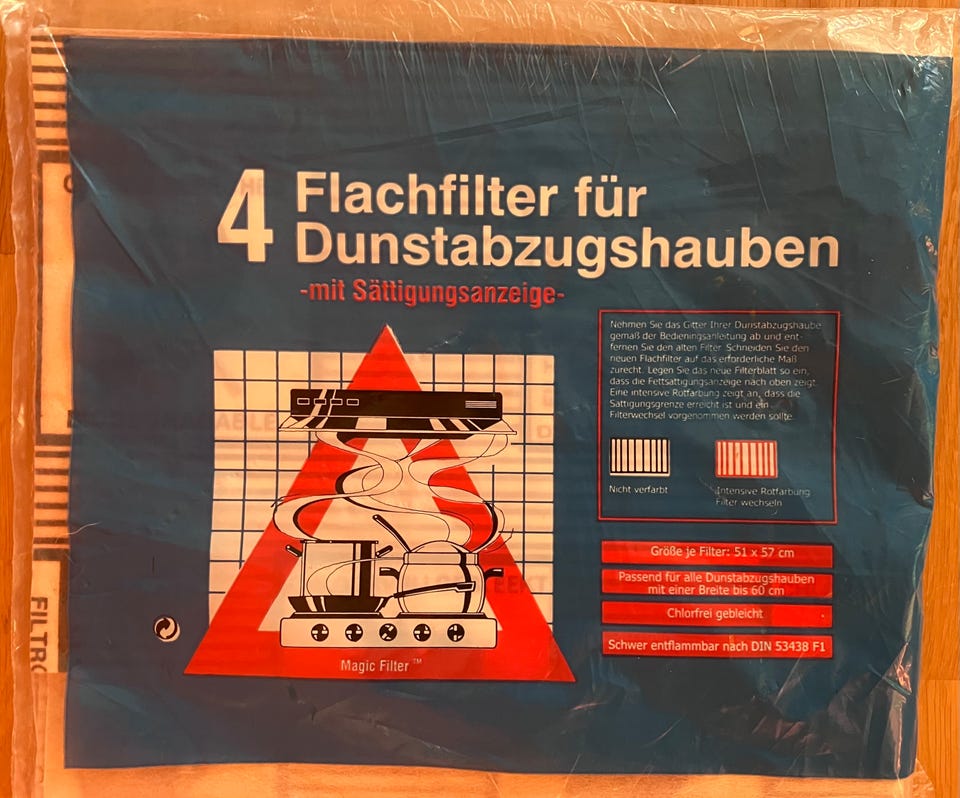 4 Flachfilter für
Dunstabzugshauben
-mit Sättigungsanzeige-
Nehmen Sie das Gitter Ihrer Dunstabzugshaube
gemäß der Bedieningsanleitung ab und ent-
fernen Sie den alten Filter. Schneiden Sie den
neuen Flachfilter auf das erforderliche Maß
zurecht. Legen Sie das neue Filterblatt so ein,
dass die Fettsättigungsanzeige nach oben zeigt.
Eine intensive Rotfärbung zeigt an, dass die
Sättigungsgrenze erreicht ist und ein
Filterwechsel vorgenommen werden sollte.
Nicht verfärbt
Intensive Rotfärbung
Filter wechseln
Größe je Filter: 51 x 57 cm
Passend für alle Dunstabzugshauben
mit einer Breite bis 60 cm
Chlorfrei gebleicht
Schwer entflammbar nach DIN 53438 F1
Magic Filter™
FILTRO